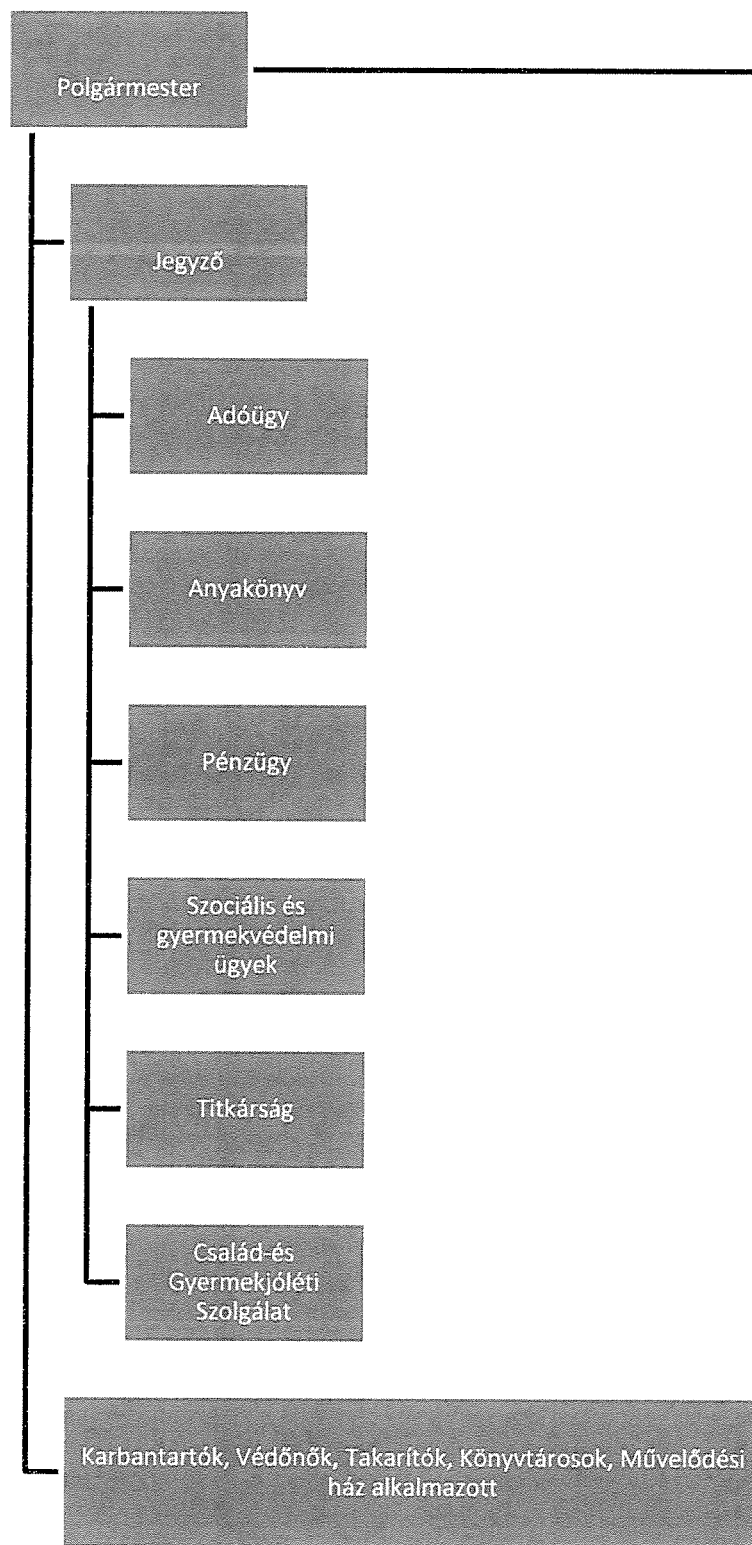 Polgármester
Jegyző
Adóügy
Anyakönyv
Pénzügy
Szociális és
gyermekvédelmi
ügyek
Titkárság
Család-és
Gyermekjóléti
Szolgálat
Karbantartók, Védőnők, Takarítók, Könyvtárosok, Művelődési
ház alkalmazott